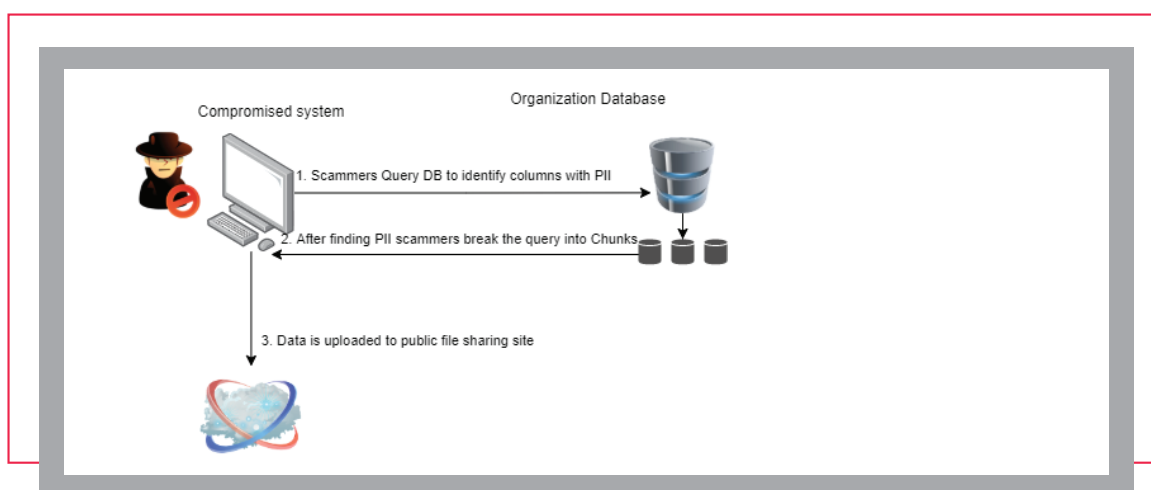 Organization Database
Compromised system
1. Scammers Query DB to identify columns with PII
2. After finding PII scammers break the query into Chunks
3. Data is uploaded to public file sharing site